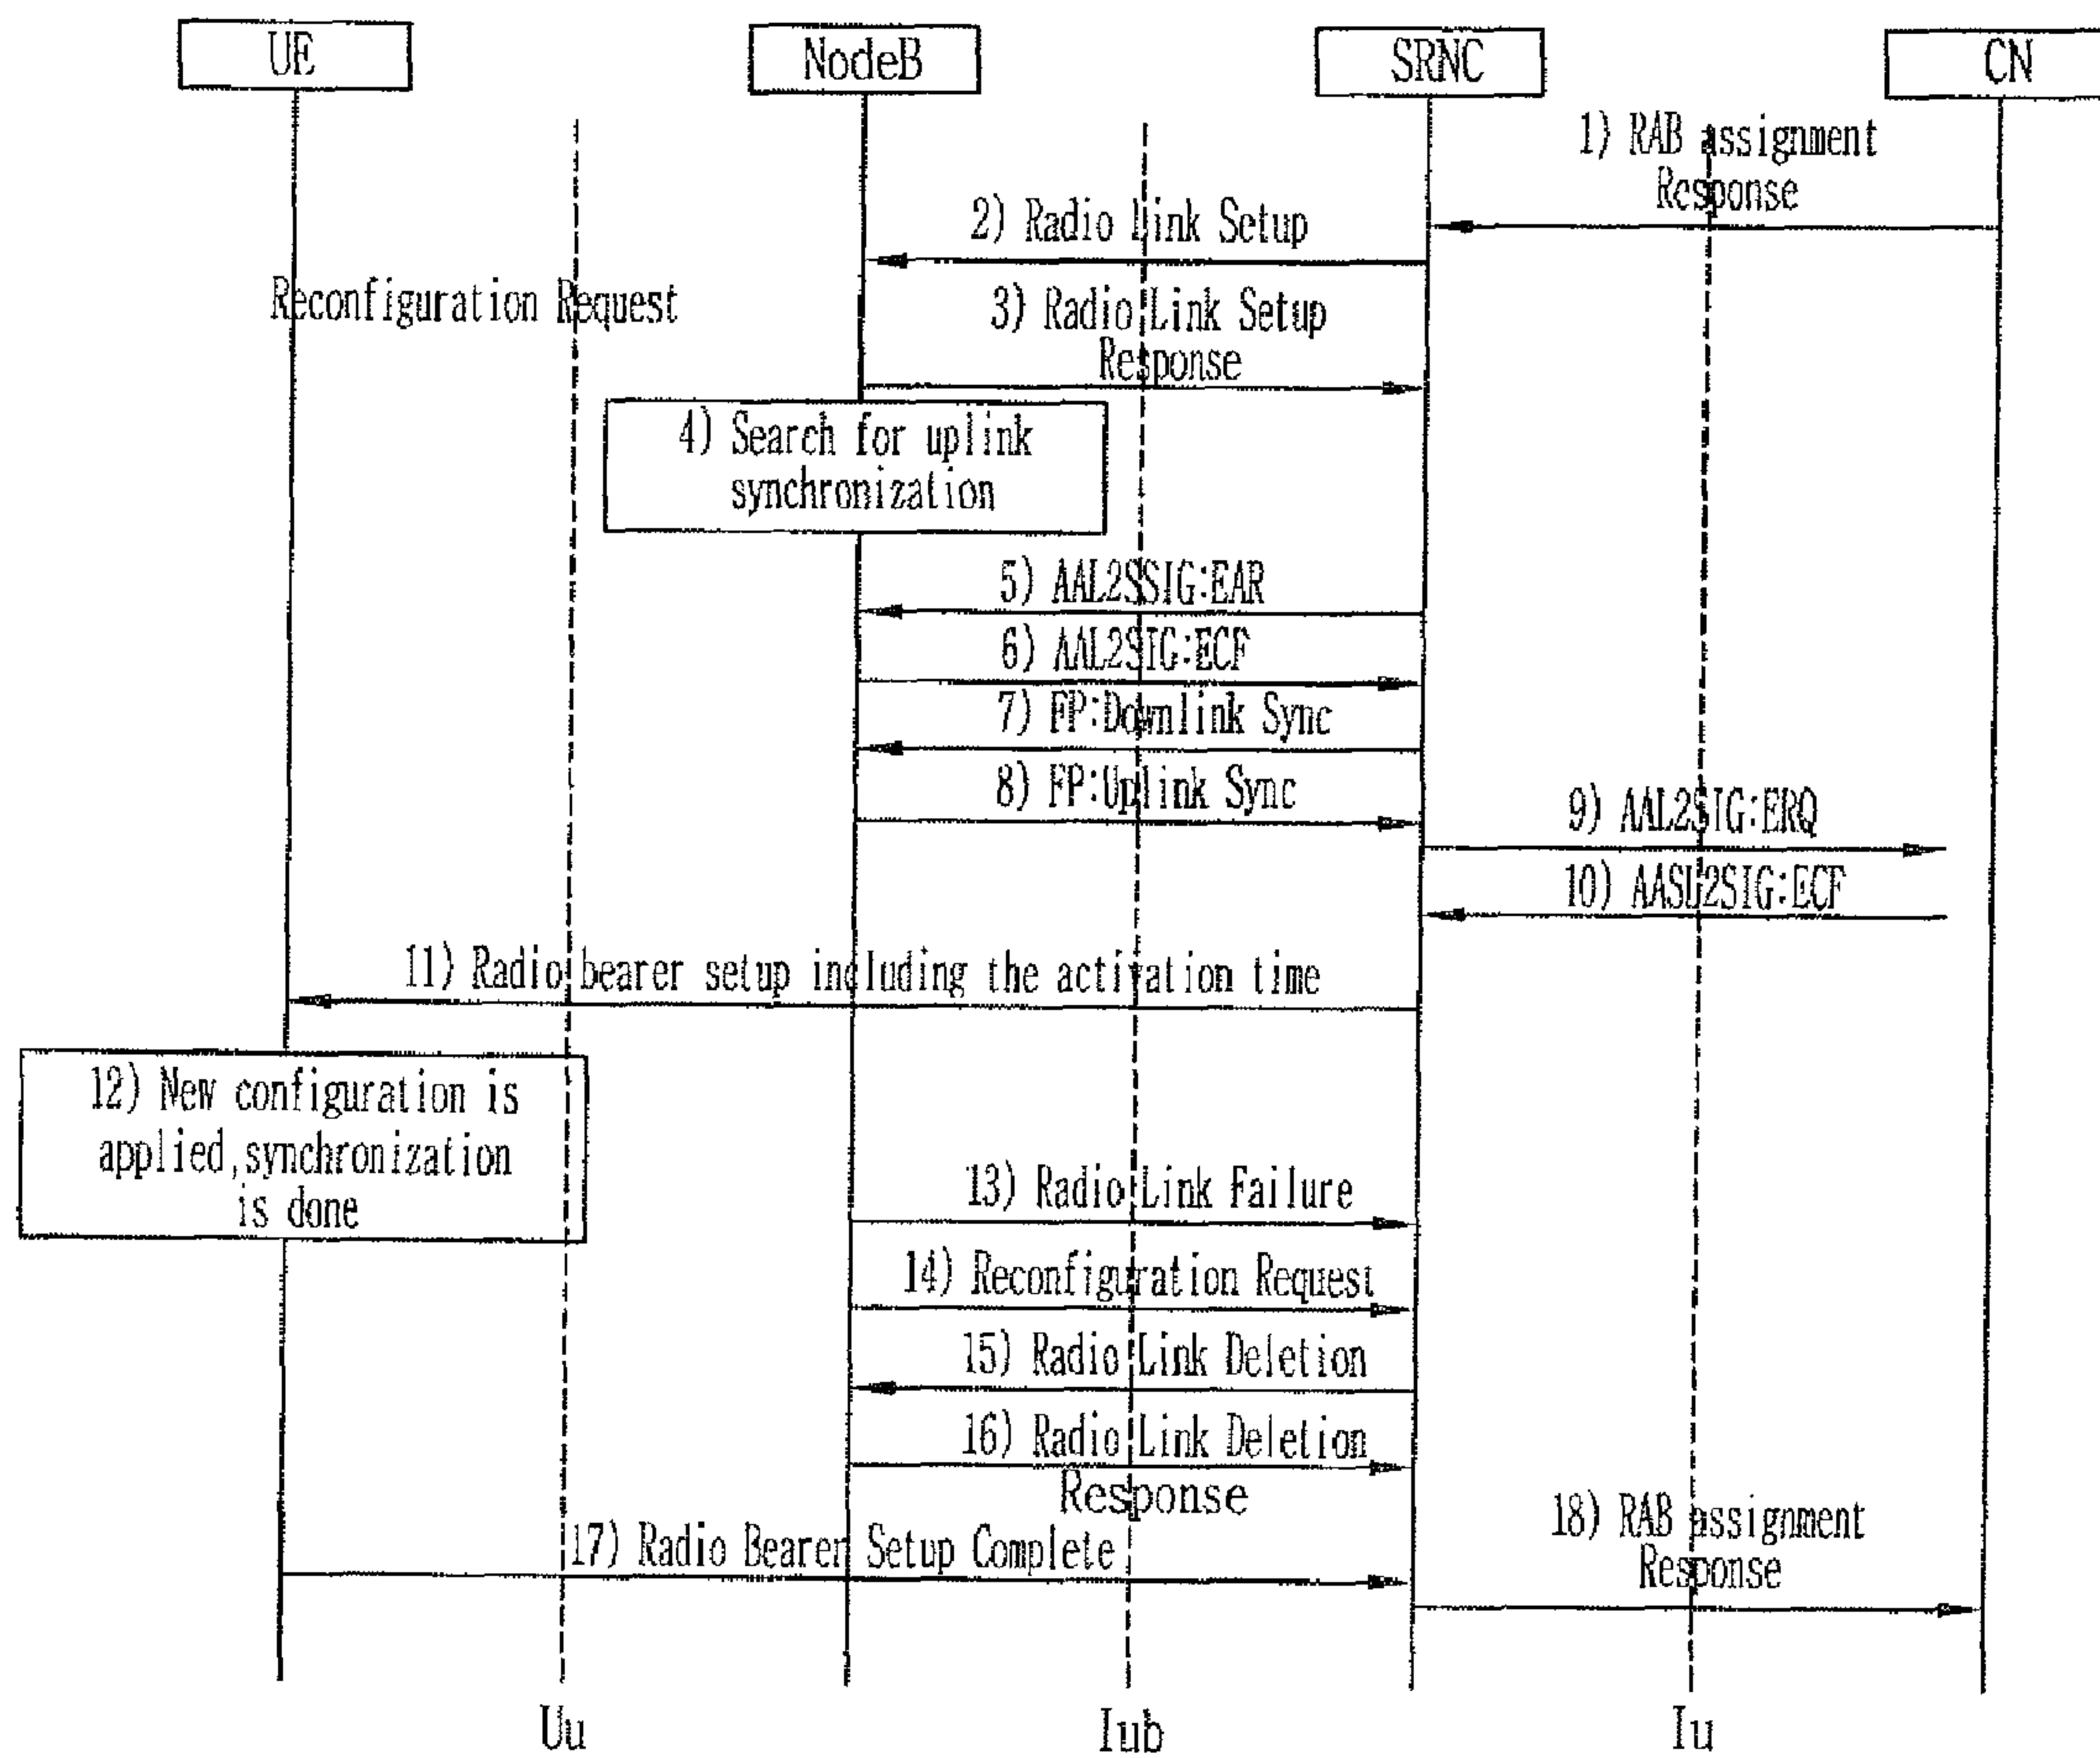 UE
NodeB
SRNC
CN
1) RAB assignment
Response
2) Radio Link Setup
Reconfiguration Request
3) Radio Link Setup
Response
4) Search for uplink
synchronization
5) AAL2SSIG:EAR
6) AAL2SIG:ECF
7) FP:Downlink Sync
8) FP:Uplink Sync
9) AAL2SIG:ERQ
10) AASL2SIG:ECF
11) Radio bearer setup including the activation time
12) New configuration is
applied,synchronization
is done
13) Radio Link Failure
14) Reconfiguration Request
15) Radio Link Deletion
16) Radio Link Deletion
Response
17) Radio Bearer Setup Complete
18) RAB assignment
Response
Uu
Iub
Iu